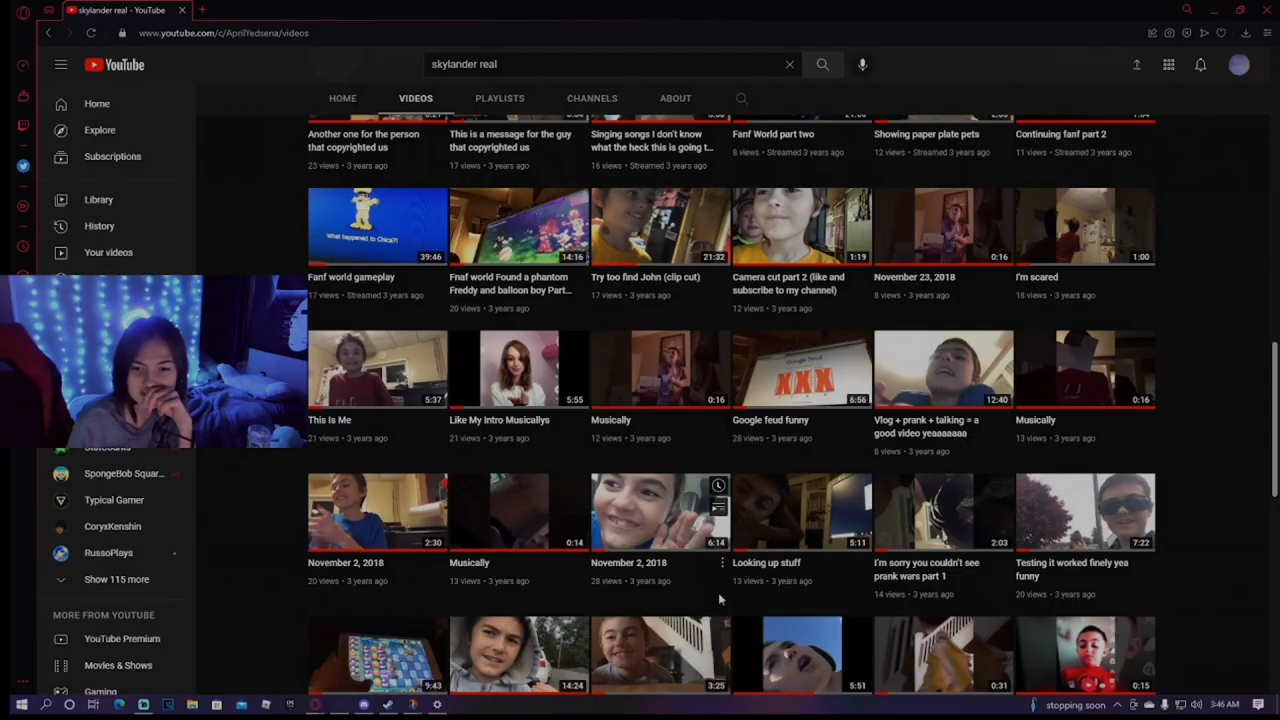 skylander real - YouTube
www.youtube.com/c/AprilYedsena/videos
YouTube
skylander real
HOME VIDEOS PLAYLISTS CHANNELS ABOUT
Home
Explore
Subscriptions
Library
History
Your videos
SpongeBob Squar...
Typical Gamer
CoryxKenshin
RussoPlays
Show 115 more
MORE FROM YOUTUBE
YouTube Premium
Movies & Shows
Gaming
Another one for the person
that copyrighted us
23 views • 3 years ago
This is a message for the guy
that copyrighted us
17 views • 3 years ago
Singing songs I don't know
what the heck this is going t...
16 views • Streamed 3 years ago
Fanf World part two
8 views • Streamed 3 years ago
Showing paper plate pets
12 views • Streamed 3 years ago
Continuing fanf part 2
11 views • Streamed 3 years ago
What happened to Chica?!
39:46
Fanf world gameplay
17 views • Streamed 3 years ago
14:16
Fnaf world Found a phantom
Freddy and balloon boy Part...
20 views • 3 years ago
21:32
Try too find John (clip cut)
17 views • 3 years ago
1:19
Camera cut part 2 (like and
subscribe to my channel)
12 views • 3 years ago
0:16
November 23, 2018
8 views • 3 years ago
1:00
I'm scared
18 views • 3 years ago
5:37
This Is Me
21 views • 3 years ago
5:55
Like My Intro Musicallys
21 views • 3 years ago
0:16
Musically
12 views • 3 years ago
Google Feud
XXX
6:56
Google feud funny
28 views • 3 years ago
12:40
Vlog + prank + talking = a
good video yeaaaaaaa
8 views • 3 years ago
0:16
Musically
13 views • 3 years ago
2:30
November 2, 2018
20 views • 3 years ago
0:14
Musically
13 views • 3 years ago
6:14
November 2, 2018
28 views • 3 years ago
5:11
Looking up stuff
13 views • 3 years ago
2:03
I'm sorry you couldn't see
prank wars part 1
14 views • 3 years ago
7:22
Testing it worked finely yea
funny
20 views • 3 years ago
9:43
14:24
3:25
5:51
0:31
0:15
stopping soon
3:46 AM